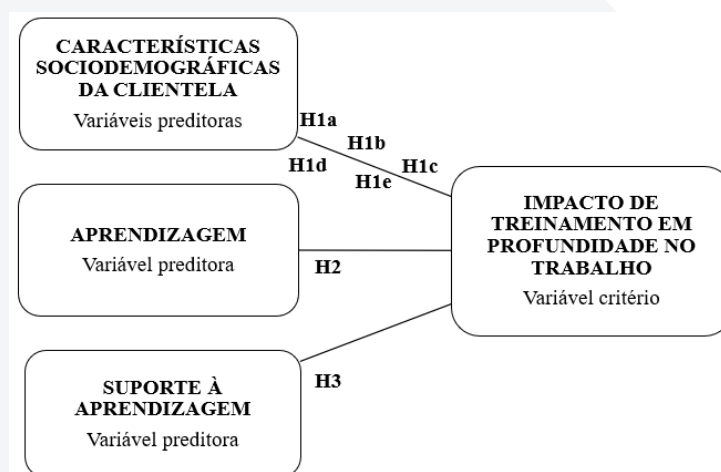 CARACTERÍSTICAS
SOCIODEMOGRÁFICAS
DA CLIENTELA
Variáveis preditoras
H1a
H1b
H1c
H1d
H1e
APRENDIZAGEM
Variável preditora
H2
SUPORTE À
APRENDIZAGEM
Variável preditora
H3
IMPACTO DE
TREINAMENTO EM
PROFUNDIDADE NO
TRABALHO
Variável critério